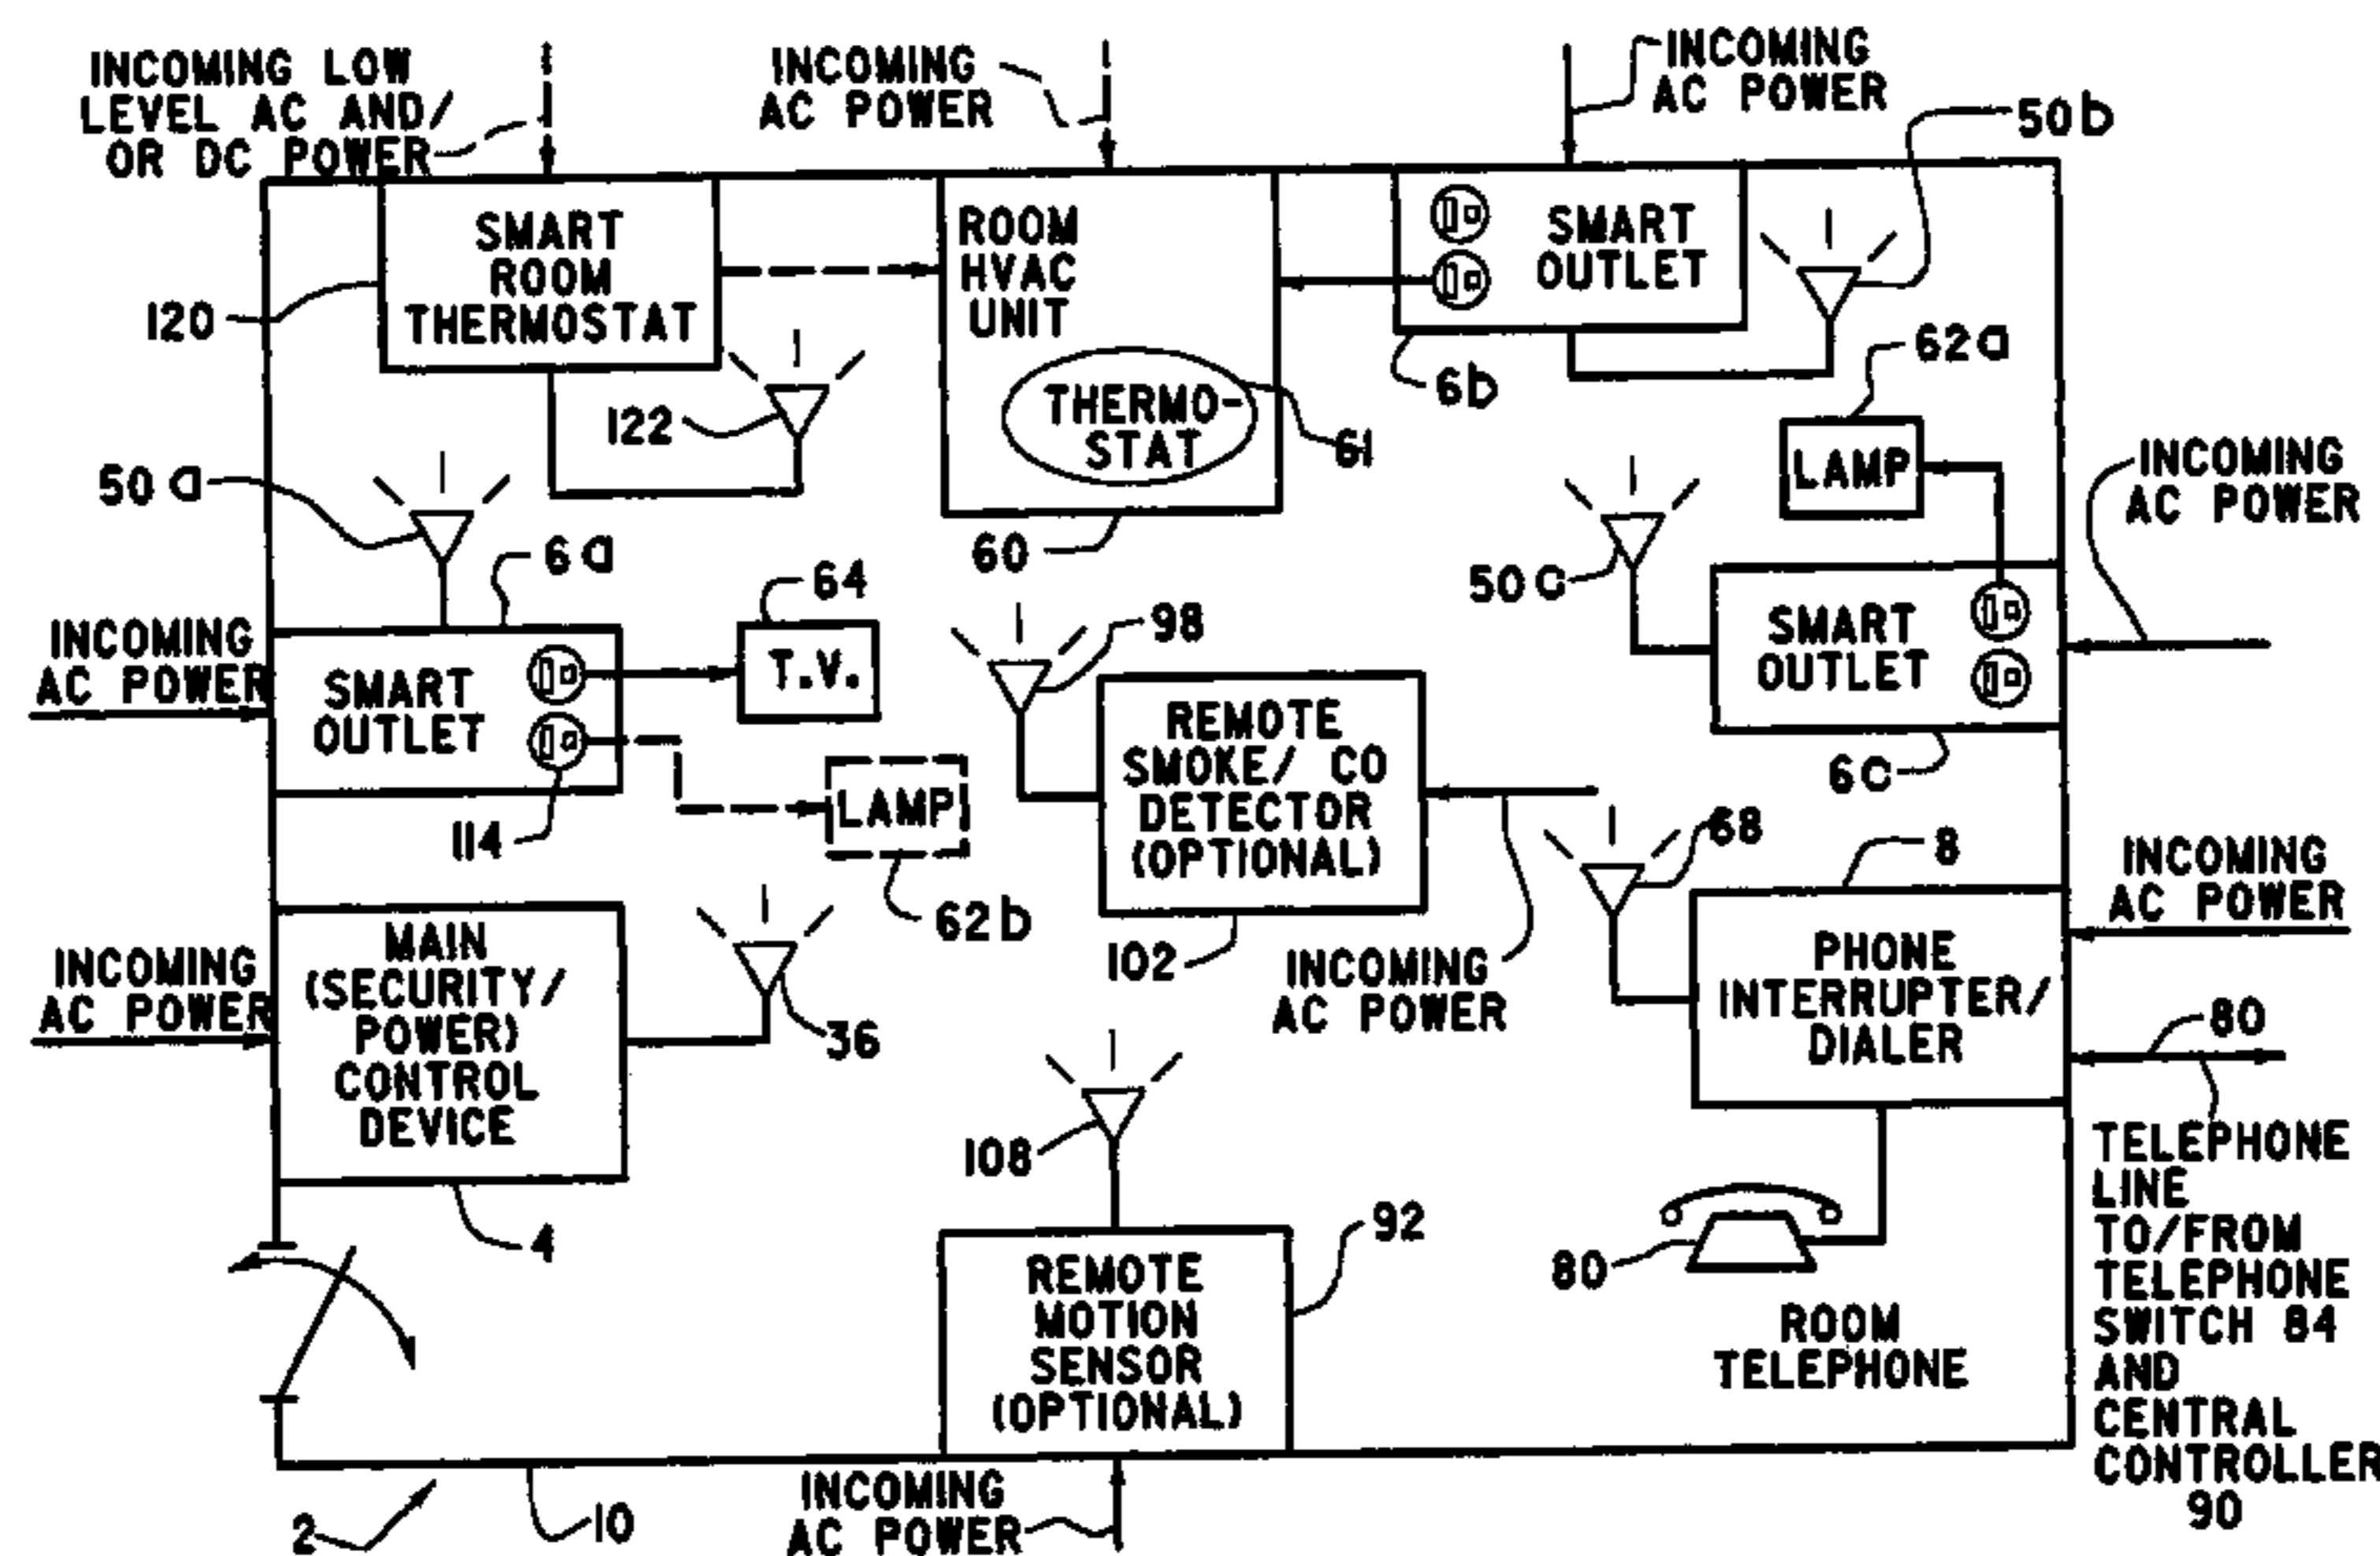 INCOMING LOW
LEVEL AC AND/
OR DC POWER
INCOMING
AC POWER
INCOMING
AC POWER
50b
SMART
ROOM
THERMOSTAT
120
122
ROOM
HVAC
UNIT
THERMO-
STAT
61
60
SMART
OUTLET
6b
62a
LAMP
INCOMING
AC POWER
50a
6a
INCOMING
AC POWER
SMART
OUTLET
114
64
T.V.
LAMP
62b
98
REMOTE
SMOKE/ CO
DETECTOR
(OPTIONAL)
102
INCOMING
AC POWER
50c
SMART
OUTLET
6c
68
8
INCOMING
AC POWER
PHONE
INTERRUPTER/
DIALER
80
TELEPHONE
LINE
TO/FROM
TELEPHONE
SWITCH 84
AND
CENTRAL
CONTROLLER
90
INCOMING
AC POWER
MAIN
(SECURITY/
POWER)
CONTROL
DEVICE
36
4
108
92
REMOTE
MOTION
SENSOR
(OPTIONAL)
80
ROOM
TELEPHONE
INCOMING
AC POWER
2
10